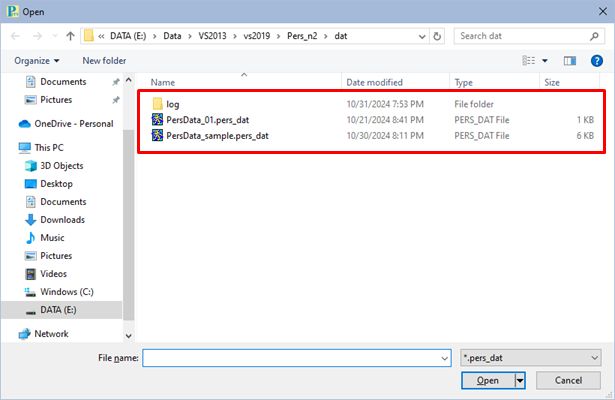 Open
« DATA (E:) › Data › VS2013 › vs2019 › Pers_n2 › dat
Search dat
Organize
New folder
Name
Date modified
Type
Size
Documents
Pictures
OneDrive - Personal
This PC
3D Objects
Desktop
Documents
Downloads
Music
Pictures
Videos
Windows (C:)
DATA (E:)
Network
log 10/31/2024 7:53 PM File folder
PersData_01.pers_dat 10/21/2024 8:41 PM PERS_DAT File 1 KB
PersData_sample.pers_dat 10/30/2024 8:11 PM PERS_DAT File 6 KB
File name:
*.pers_dat
Open
Cancel